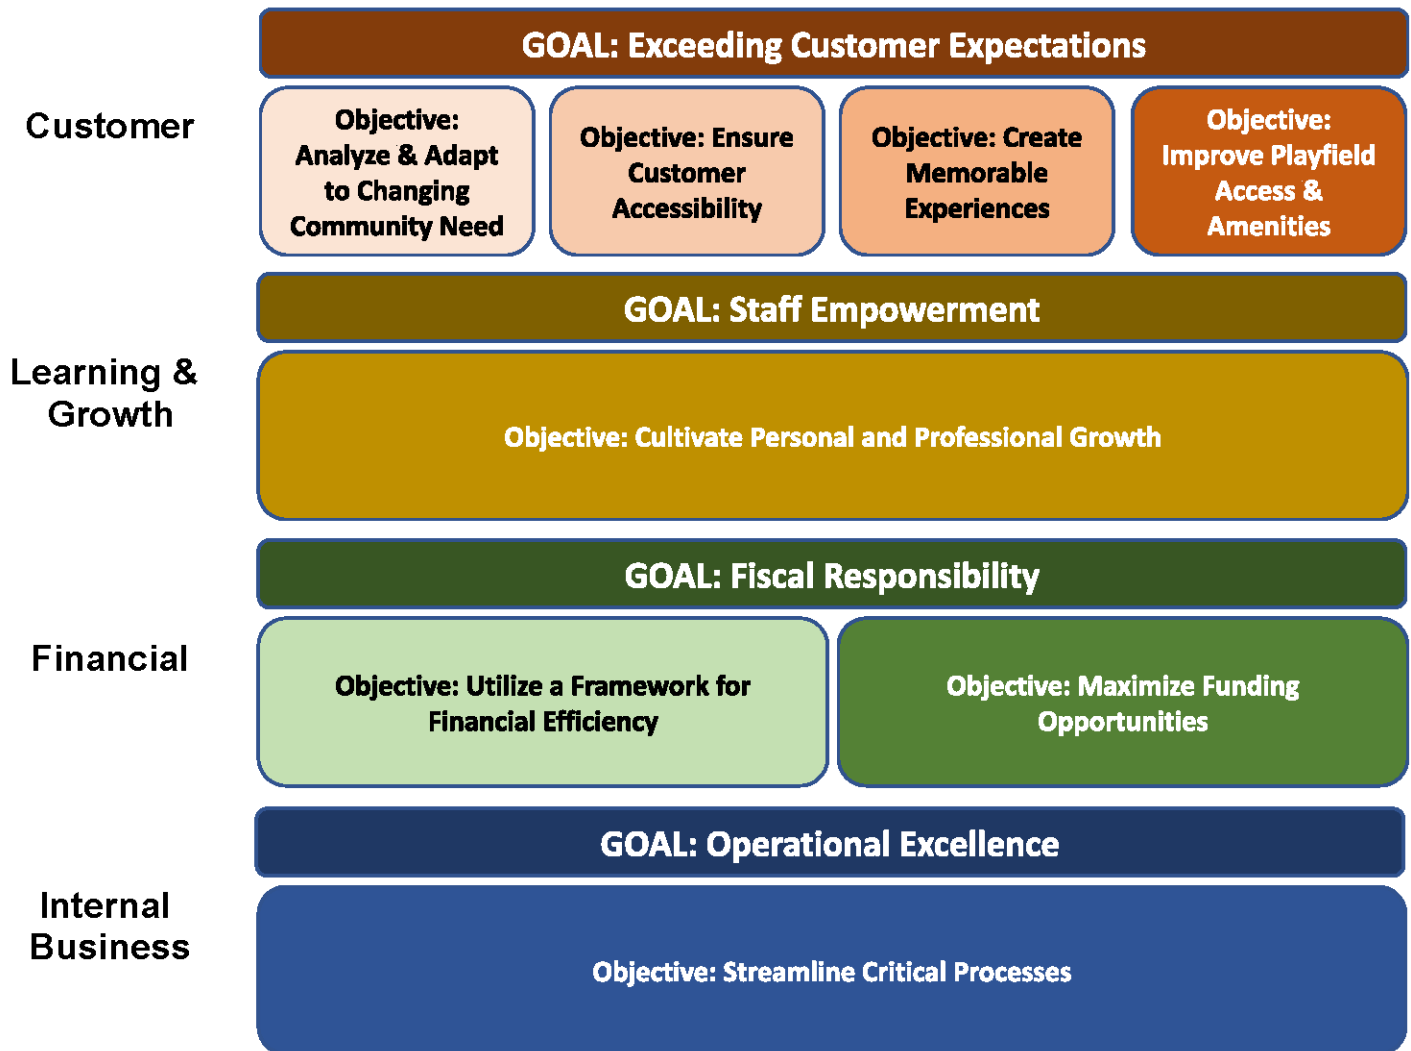 GOAL: Exceeding Customer Expectations
Customer
Objective:
Analyze & Adapt
to Changing
Community Need
Objective: Ensure
Customer
Accessibility
Objective: Create
Memorable
Experiences
Objective:
Improve Playfield
Access &
Amenities
GOAL: Staff Empowerment
Learning &
Growth
Objective: Cultivate Personal and Professional Growth
GOAL: Fiscal Responsibility
Financial
Objective: Utilize a Framework for
Financial Efficiency
Objective: Maximize Funding
Opportunities
GOAL: Operational Excellence
Internal
Business
Objective: Streamline Critical Processes